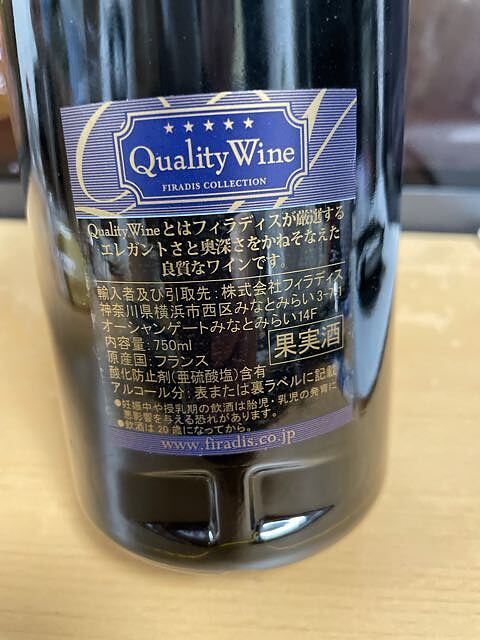 ★★★★★
Quality Wine
FIRADIS COLLECTION
Quality Wineとはフィラディスが厳選する
エレガントさと奥深さをかねそなえた
良質なワインです。
輸入者及び引取先：株式会社フィラディス
神奈川県横浜市西区みなとみらい3-7-1
オーシャンゲートみなとみらい14F
内容量：750ml
原産国：フランス
果実酒
酸化防止剤(亜硫酸塩)含有
アルコール分：表または裏ラベルに記載
●妊娠中や授乳期の飲酒は胎児・乳児の発育に
悪影響を与える恐れがあります。
●飲酒は20歳になってから。
www.firadis.co.jp